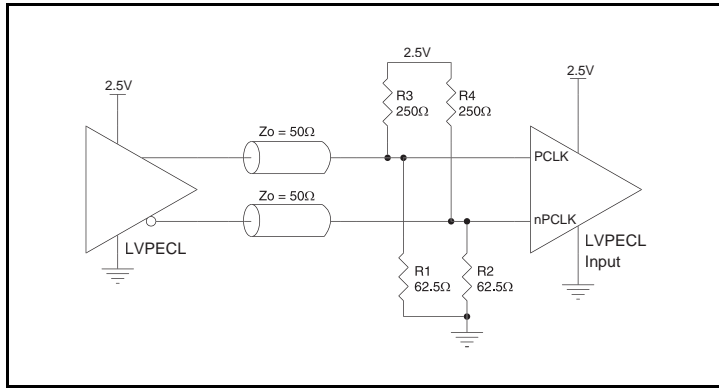 2.5V
2.5V
2.5V
R3
250Ω
R4
250Ω
Zo = 50Ω
PCLK
Zo = 50Ω
nPCLK
LVPECL
LVPECL
Input
R1
62.5Ω
R2
62.5Ω